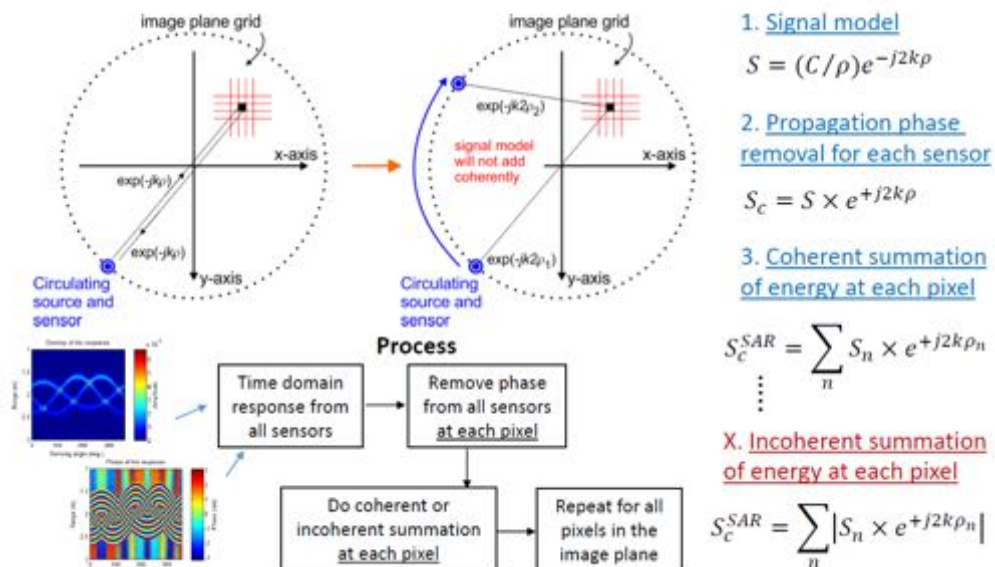 image plane grid
x-axis
exp(-jkρ)
exp(-jkρ)
y-axis
Circulating
source and
sensor
image plane grid
exp(-jk2ρ₂)
signal model
will not add
coherently
x-axis
exp(-jk2ρ₁)
y-axis
Circulating
source and
sensor
1. Signal model
S = (C/ρ)e^{-j2kρ}
2. Propagation phase
removal for each sensor
S_c = S × e^{+j2kρ}
3. Coherent summation
of energy at each pixel
S_c^{SAR} = ∑_n S_n × e^{+j2kρ_n}
X. Incoherent summation
of energy at each pixel
S_c^{SAR} = ∑_n |S_n × e^{+j2kρ_n}|
Process
Time domain
response from
all sensors
Remove phase
from all sensors
at each pixel
Do coherent or
incoherent summation
at each pixel
Repeat for all
pixels in the
image plane